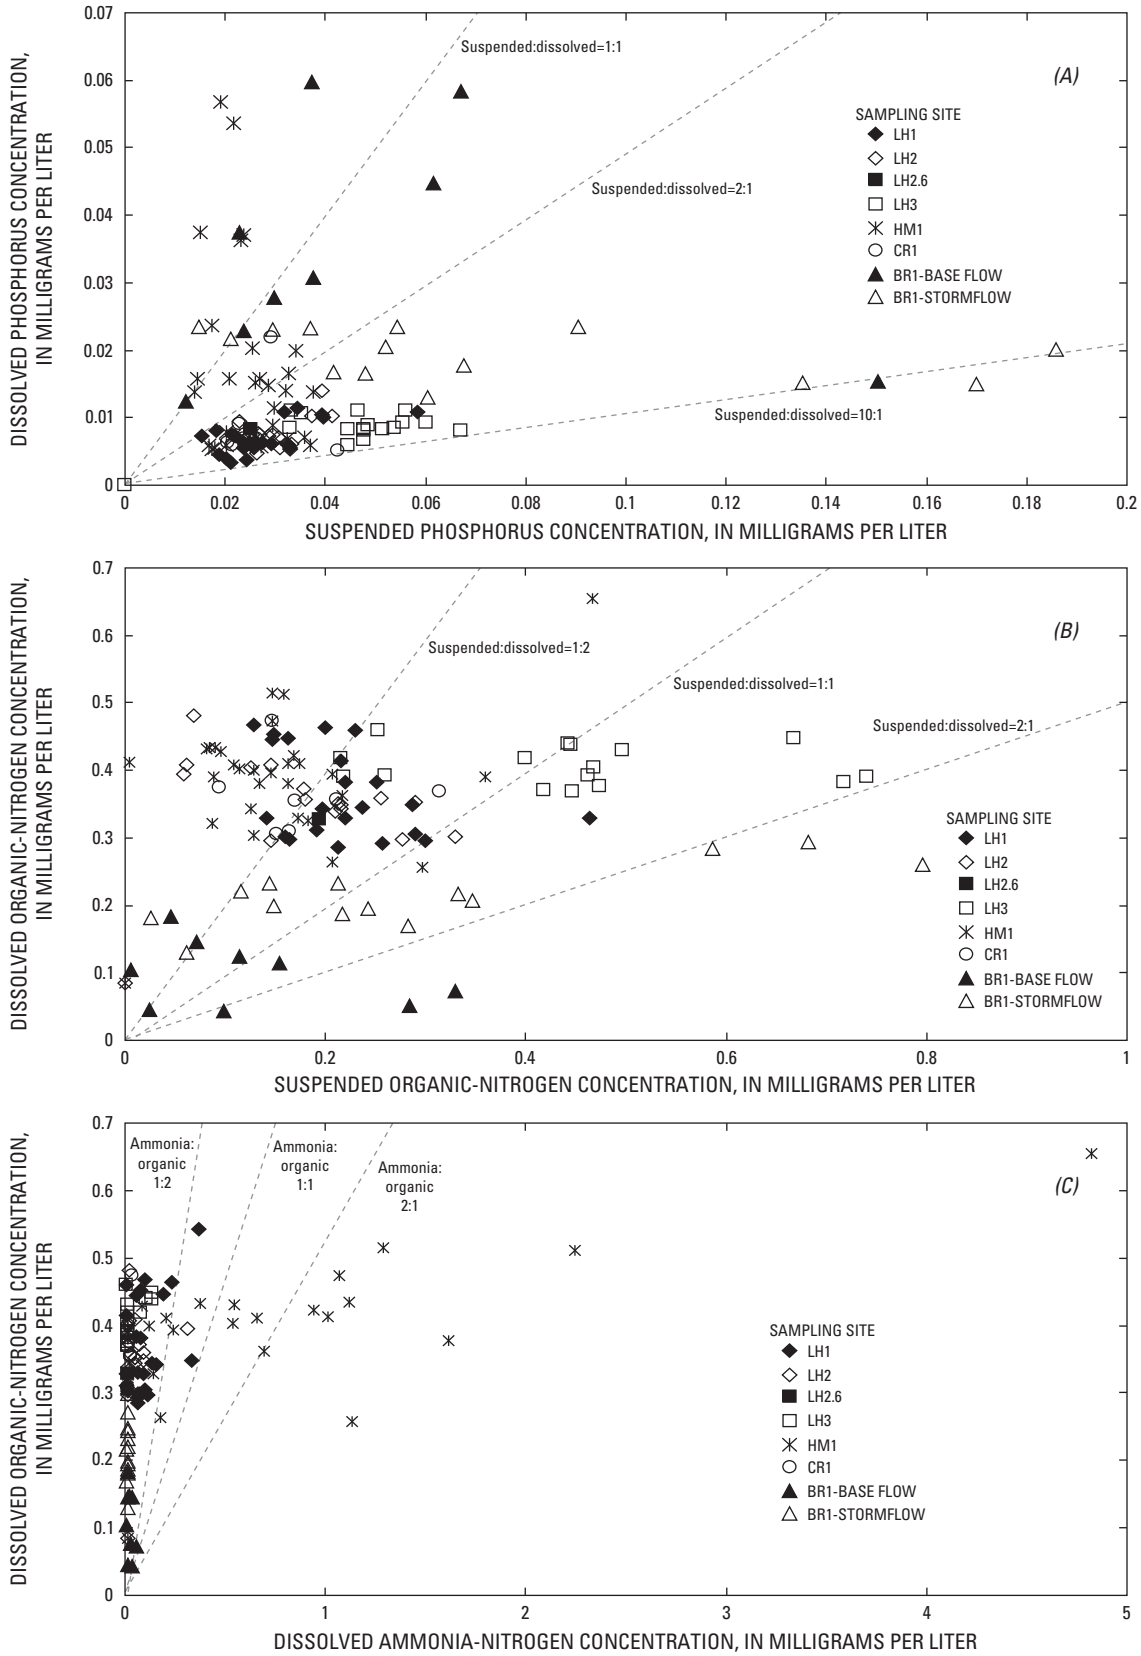 DISSOLVED PHOSPHORUS CONCENTRATION,
IN MILLIGRAMS PER LITER
0.07
0.06
0.05
0.04
0.03
0.02
0.01
0
Suspended:dissolved=1:1
Suspended:dissolved=2:1
Suspended:dissolved=10:1
(A)
SAMPLING SITE
LH1
LH2
LH2.6
LH3
HM1
CR1
BR1-BASE FLOW
BR1-STORMFLOW
0 0.02 0.04 0.06 0.08 0.1 0.12 0.14 0.16 0.18 0.2
SUSPENDED PHOSPHORUS CONCENTRATION, IN MILLIGRAMS PER LITER
DISSOLVED ORGANIC-NITROGEN CONCENTRATION,
IN MILLIGRAMS PER LITER
0.7
0.6
0.5
0.4
0.3
0.2
0.1
0
Suspended:dissolved=1:2
Suspended:dissolved=1:1
Suspended:dissolved=2:1
(B)
SAMPLING SITE
LH1
LH2
LH2.6
LH3
HM1
CR1
BR1-BASE FLOW
BR1-STORMFLOW
0 0.2 0.4 0.6 0.8 1
SUSPENDED ORGANIC-NITROGEN CONCENTRATION, IN MILLIGRAMS PER LITER
DISSOLVED ORGANIC-NITROGEN CONCENTRATION,
IN MILLIGRAMS PER LITER
0.7
0.6
0.5
0.4
0.3
0.2
0.1
0
Ammonia:
organic
1:2
Ammonia:
organic
1:1
Ammonia:
organic
2:1
(C)
SAMPLING SITE
LH1
LH2
LH2.6
LH3
HM1
CR1
BR1-BASE FLOW
BR1-STORMFLOW
0 1 2 3 4 5
DISSOLVED AMMONIA-NITROGEN CONCENTRATION, IN MILLIGRAMS PER LITER